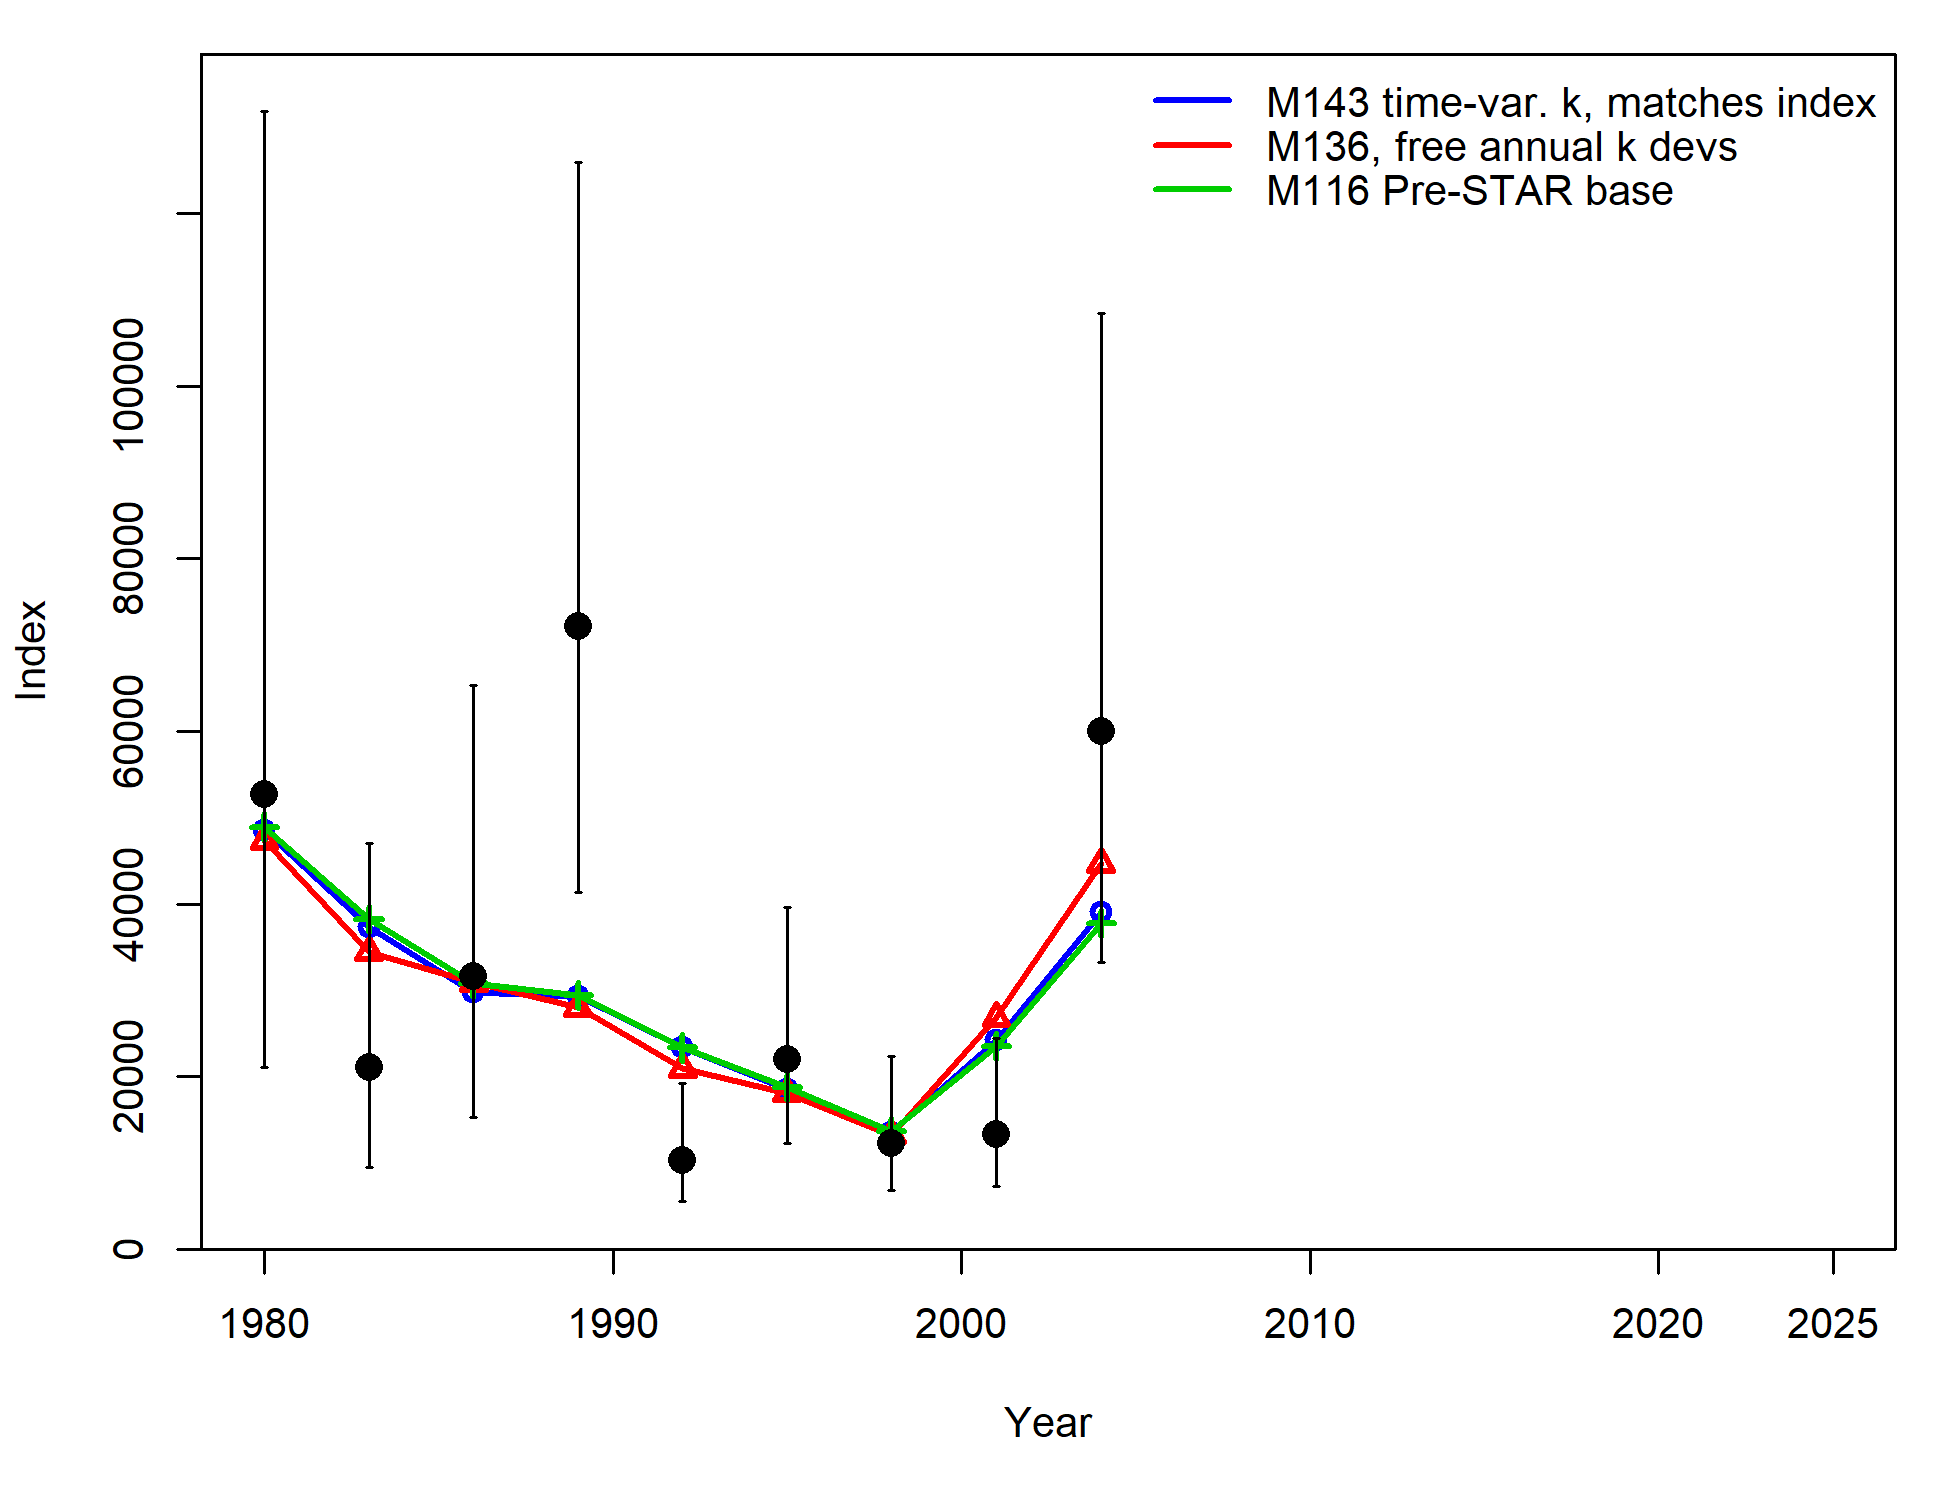 M143 time-var. k, matches index
M136, free annual k devs
M116 Pre-STAR base
Index
100000
80000
60000
40000
20000
0
1980 1990 2000 2010 2020 2025
Year